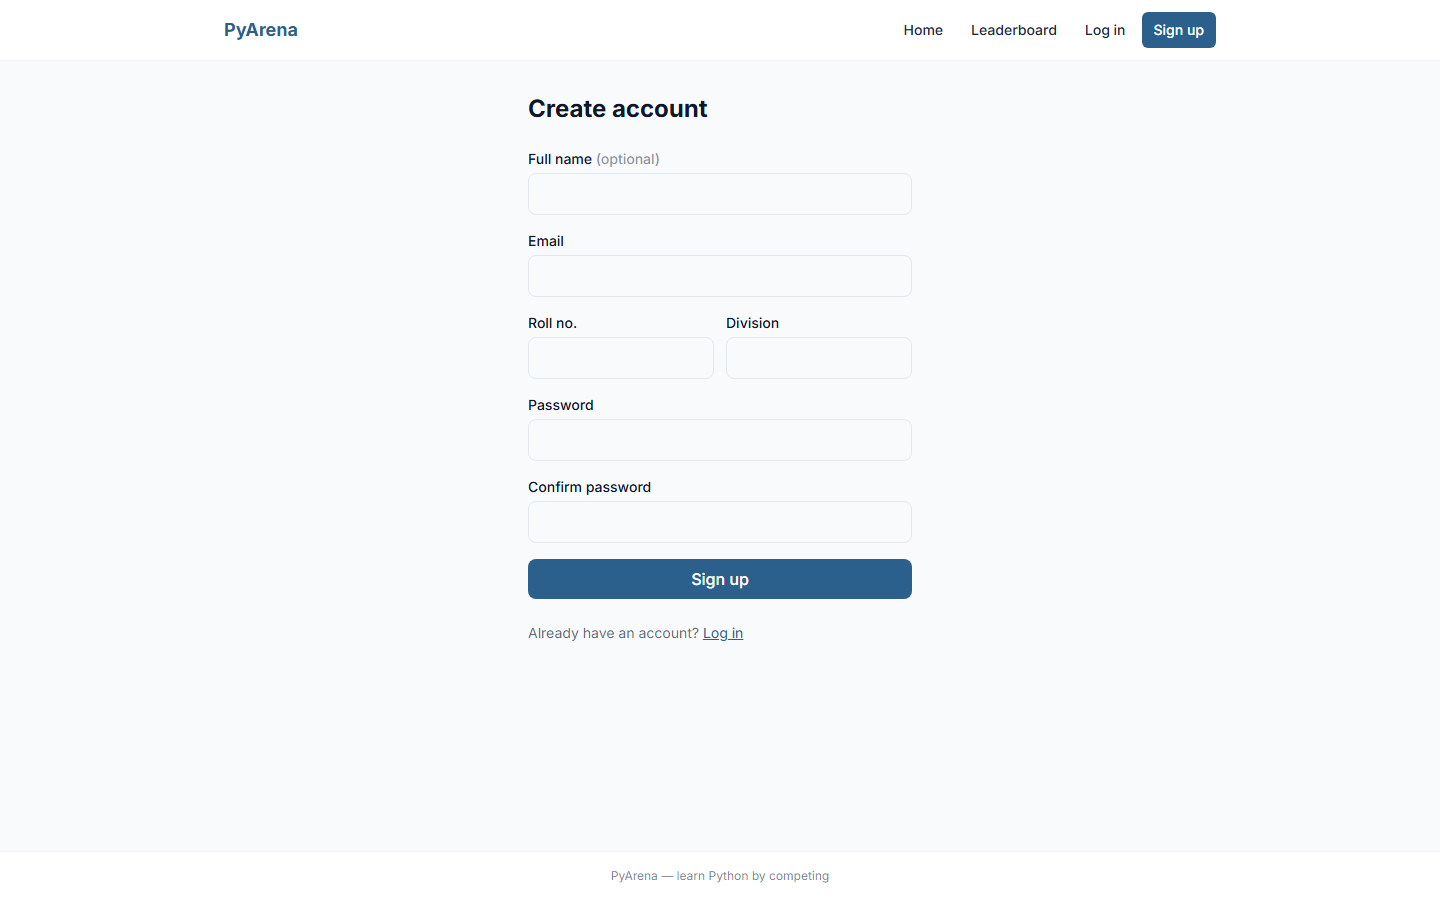 PyArena Home Leaderboard Log in Sign up
Create account
Full name (optional)
Email
Roll no. Division
Password
Confirm password
Sign up
Already have an account? Log in
PyArena — learn Python by competing